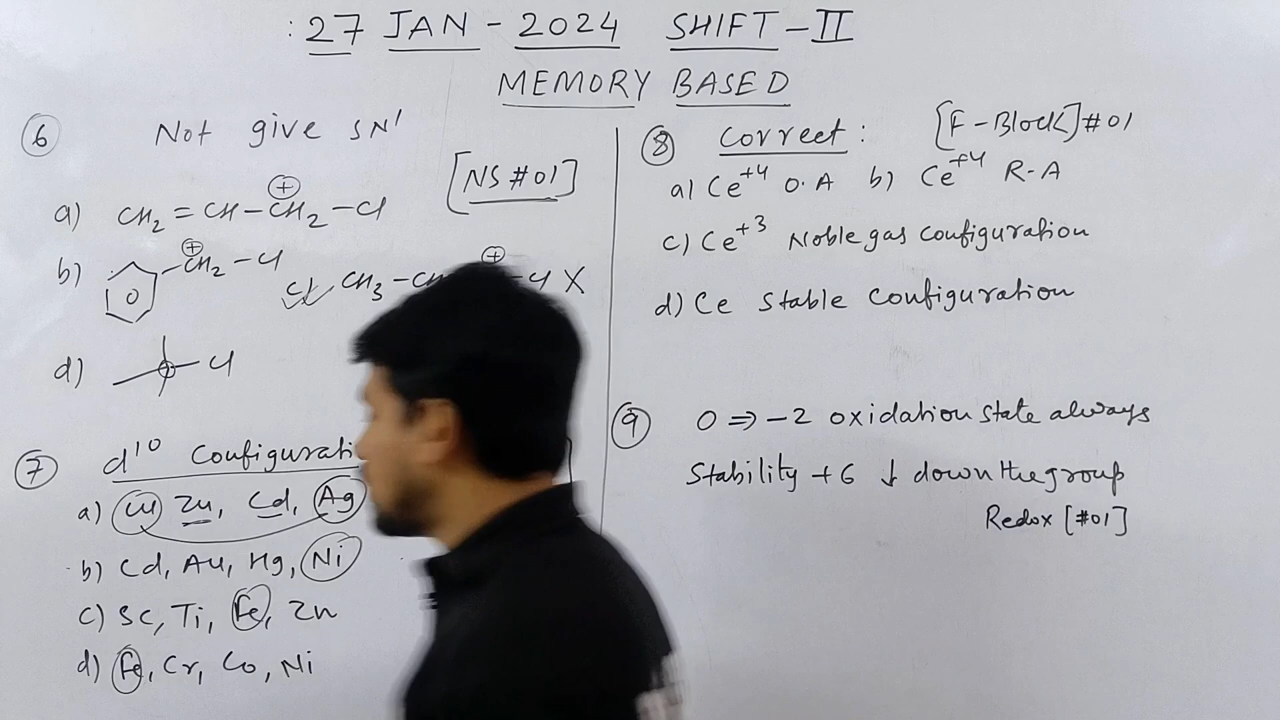 : 27 JAN - 2024 SHIFT - II
MEMORY BASED
6 Not give SN'
[NS #01]
a) CH2 = CH - CH2 - Cl
⊕
b) CH2 - Cl
⊕
c) CH3 - - Cl X
⊕
d) Cl
7 d10 Configurati
a) Cu Zn, Cd, Ag
b) Cd, Au, Hg, Ni
c) Sc, Ti, Fe, Zn
d) Fe, Cr, Co, Ni
8 Correct : [F-Block]#01
a) Ce+4 O.A b) Ce+4 R-A
c) Ce+3 Noble gas Configuration
d) Ce Stable Configuration
9 O ⇒ -2 oxidation state always
Stability +6 ↓ down the group
Redox [#01]